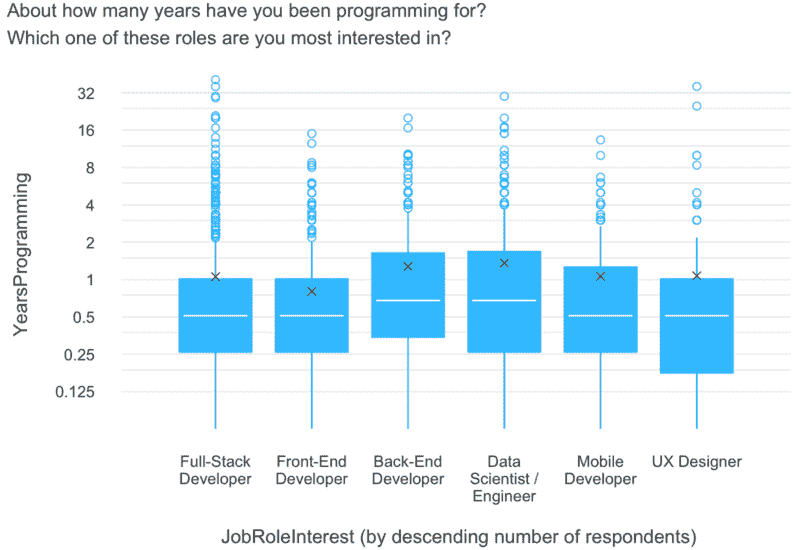 About how many years have you been programming for?
Which one of these roles are you most interested in?
YearsProgramming
32
16
8
4
2
1
0.5
0.25
0.125
Full-Stack
Developer
Front-End
Developer
Back-End
Developer
Data
Scientist /
Engineer
Mobile
Developer
UX Designer
JobRoleInterest (by descending number of respondents)